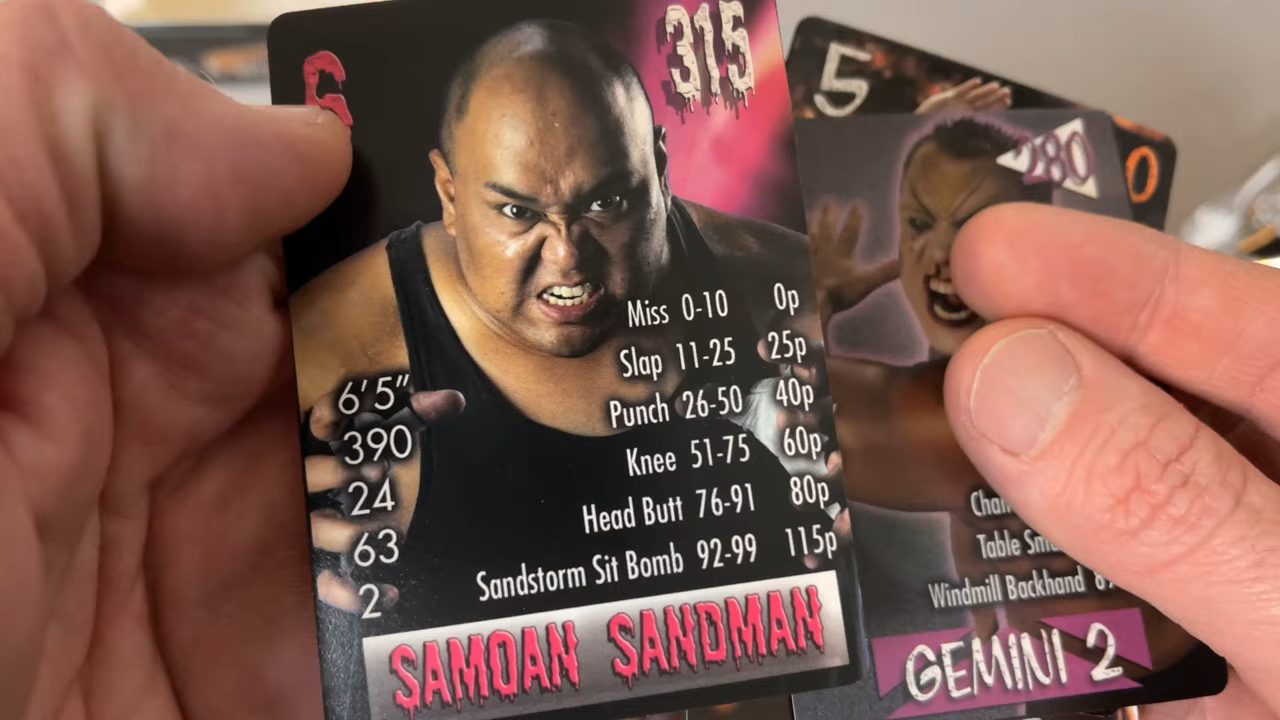 315
Miss 0-10 0p
Slap 11-25 25p
Punch 26-50 40p
Knee 51-75 60p
Head Butt 76-91 80p
Sandstorm Sit Bomb 92-99 115p
6'5"
390
24
63
2
SAMOAN SANDMAN
5
280
0
Table
Windmill Backhand
GEMINI 2